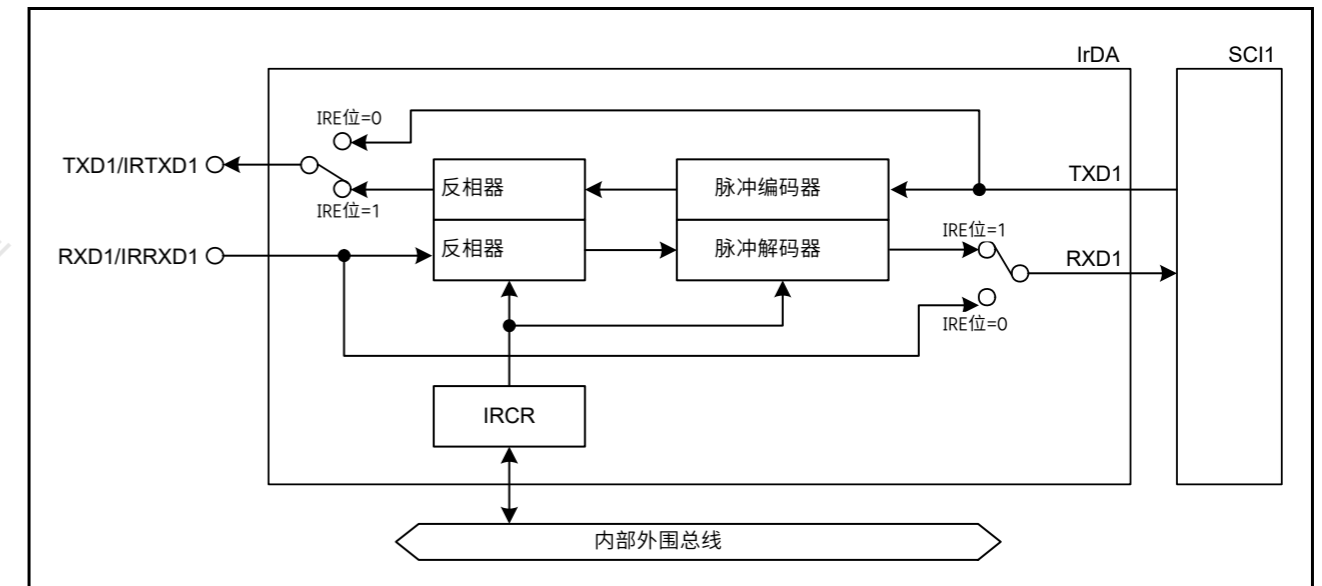 IrDA
SCI1
IRE位=0
TXD1/IRTXD1
反相器
脉冲编码器
TXD1
IRE位=1
RXD1/IRRXD1
反相器
脉冲解码器
IRE位=1
RXD1
IRE位=0
IRCR
内部外围总线